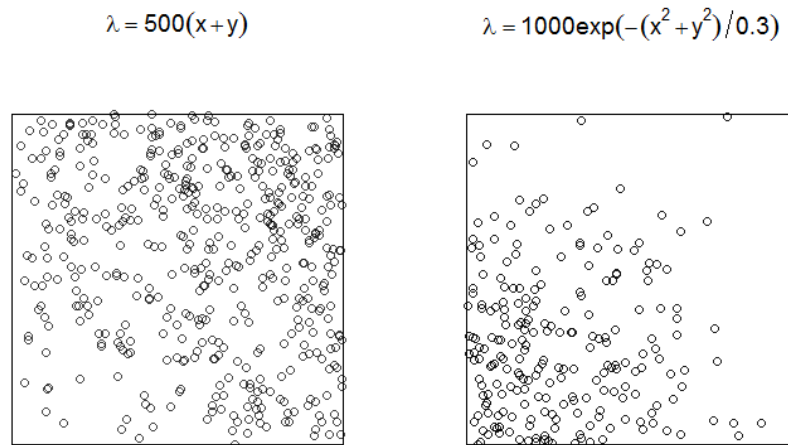 λ = 500(x+y)
λ = 1000exp(−(x²+y²)/0.3)